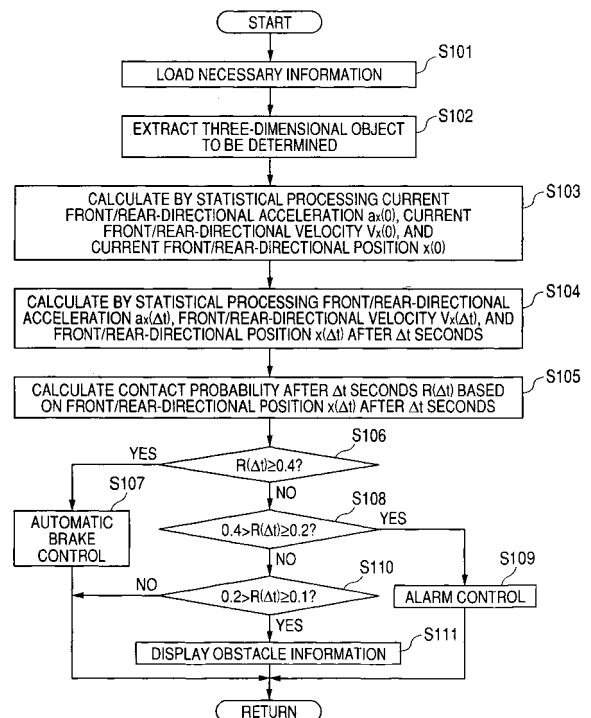 START
S101
LOAD NECESSARY INFORMATION
S102
EXTRACT THREE-DIMENSIONAL OBJECT
TO BE DETERMINED
S103
CALCULATE BY STATISTICAL PROCESSING CURRENT
FRONT/REAR-DIRECTIONAL ACCELERATION ax(0), CURRENT
FRONT/REAR-DIRECTIONAL VELOCITY Vx(0), AND
CURRENT FRONT/REAR-DIRECTIONAL POSITION x(0)
S104
CALCULATE BY STATISTICAL PROCESSING FRONT/REAR-DIRECTIONAL
ACCELERATION ax(Δt), FRONT/REAR-DIRECTIONAL VELOCITY Vx(Δt), AND
FRONT/REAR-DIRECTIONAL POSITION x(Δt) AFTER Δt SECONDS
S105
CALCULATE CONTACT PROBABILITY AFTER Δt SECONDS R(Δt) BASED
ON FRONT/REAR-DIRECTIONAL POSITION x(Δt) AFTER Δt SECONDS
S106
YES
R(Δt)≥0.4?
S107
NO
S108
AUTOMATIC
BRAKE
CONTROL
0.4>R(Δt)≥0.2?
YES
NO
S110
S109
NO
0.2>R(Δt)≥0.1?
ALARM CONTROL
YES
S111
DISPLAY OBSTACLE INFORMATION
RETURN